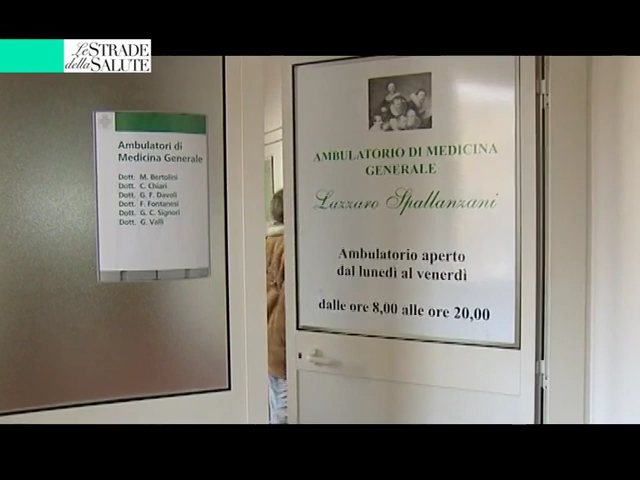 Le STRADE
della SALUTE
Ambulatori di
Medicina Generale
Dott. M. Bertolini
Dott. C. Chiari
Dott. G. F. Davoli
Dott. F. Fontanesi
Dott. G. C. Signori
Dott. G. Valli
AMBULATORIO DI MEDICINA
GENERALE
Lazzaro Spallanzani
Ambulatorio aperto
dal lunedì al venerdì
dalle ore 8,00 alle ore 20,00